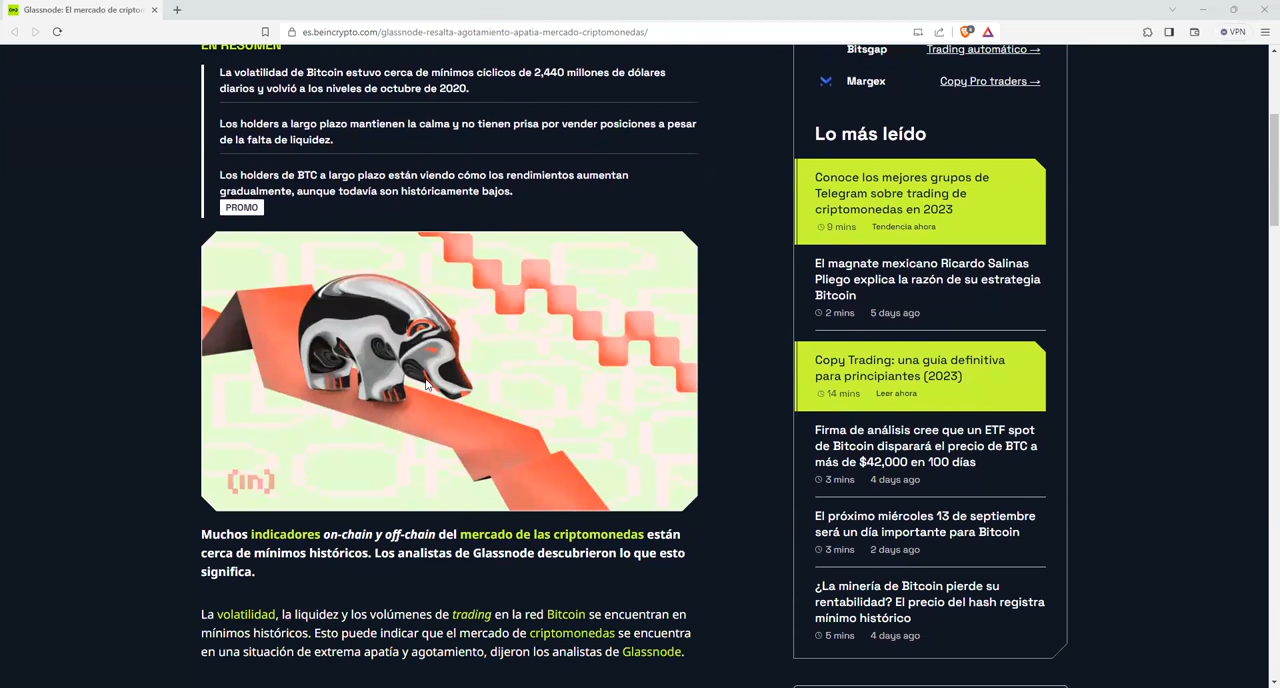 Glassnode: El mercado de cripto
es.beincrypto.com/glassnode-resalta-agotamiento-apatia-mercado-criptomonedas/
VPN
EN RESUMEN
La volatilidad de Bitcoin estuvo cerca de mínimos cíclicos de 2,440 millones de dólares
diarios y volvió a los niveles de octubre de 2020.
Los holders a largo plazo mantienen la calma y no tienen prisa por vender posiciones a pesar
de la falta de liquidez.
Los holders de BTC a largo plazo están viendo cómo los rendimientos aumentan
gradualmente, aunque todavía son históricamente bajos.
PROMO
(in)
Muchos indicadores on-chain y off-chain del mercado de las criptomonedas están
cerca de mínimos históricos. Los analistas de Glassnode descubrieron lo que esto
significa.
La volatilidad, la liquidez y los volúmenes de trading en la red Bitcoin se encuentran en
mínimos históricos. Esto puede indicar que el mercado de criptomonedas se encuentra
en una situación de extrema apatía y agotamiento, dijeron los analistas de Glassnode.
Bitsgap Trading automático →
Margex Copy Pro traders →
Lo más leído
Conoce los mejores grupos de
Telegram sobre trading de
criptomonedas en 2023
9 mins Tendencia ahora
El magnate mexicano Ricardo Salinas
Pliego explica la razón de su estrategia
Bitcoin
2 mins 5 days ago
Copy Trading: una guía definitiva
para principiantes (2023)
14 mins Leer ahora
Firma de análisis cree que un ETF spot
de Bitcoin disparará el precio de BTC a
más de $42,000 en 100 días
3 mins 4 days ago
El próximo miércoles 13 de septiembre
será un día importante para Bitcoin
3 mins 2 days ago
¿La minería de Bitcoin pierde su
rentabilidad? El precio del hash registra
mínimo histórico
5 mins 4 days ago